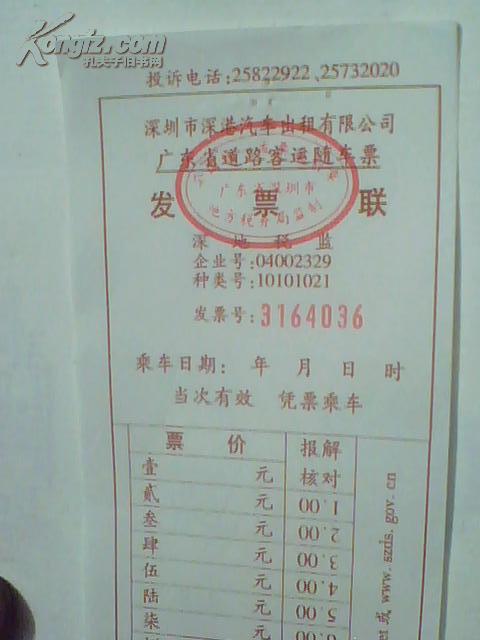 Kongfz.com
孔夫子旧书网
投诉电话:25822922、25732020
深圳市深港汽车出租有限公司
广东省道路客运随车票
发 票 联
广东省深圳市
地方税务局监制
深地税监
企业号:04002329
种类号:10101021
发票号:3164036
乘车日期: 年 月 日 时
当次有效 凭票乘车
票 价 报解核对
壹 元 1.00
贰 元 2.00
叁 元 3.00
肆 元 4.00
伍 元 5.00
陆 元
柒 元
或www.szds.gov.cn